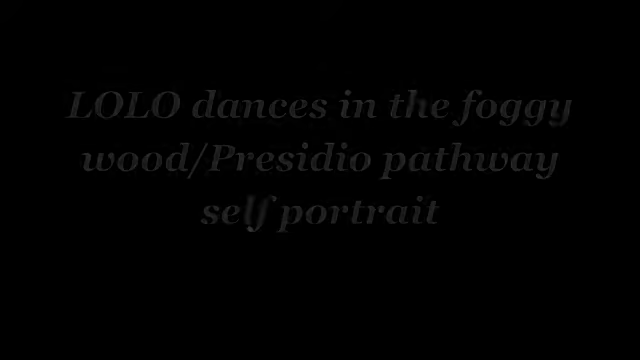 LOLO dances in the foggy
wood/Presidio pathway
self portrait